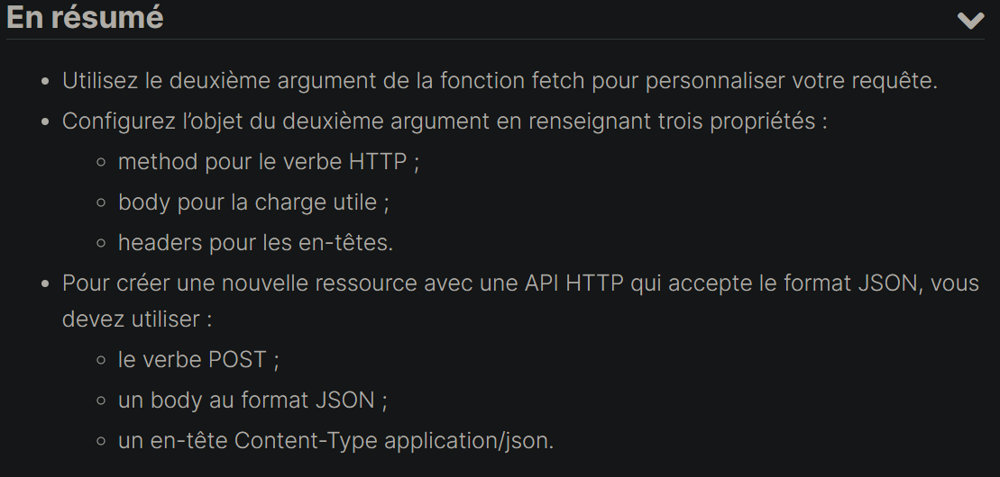 En résumé
Utilisez le deuxième argument de la fonction fetch pour personnaliser votre requête.
Configurez l’objet du deuxième argument en renseignant trois propriétés :
method pour le verbe HTTP ;
body pour la charge utile ;
headers pour les en-têtes.
Pour créer une nouvelle ressource avec une API HTTP qui accepte le format JSON, vous
devez utiliser :
le verbe POST ;
un body au format JSON ;
un en-tête Content-Type application/json.